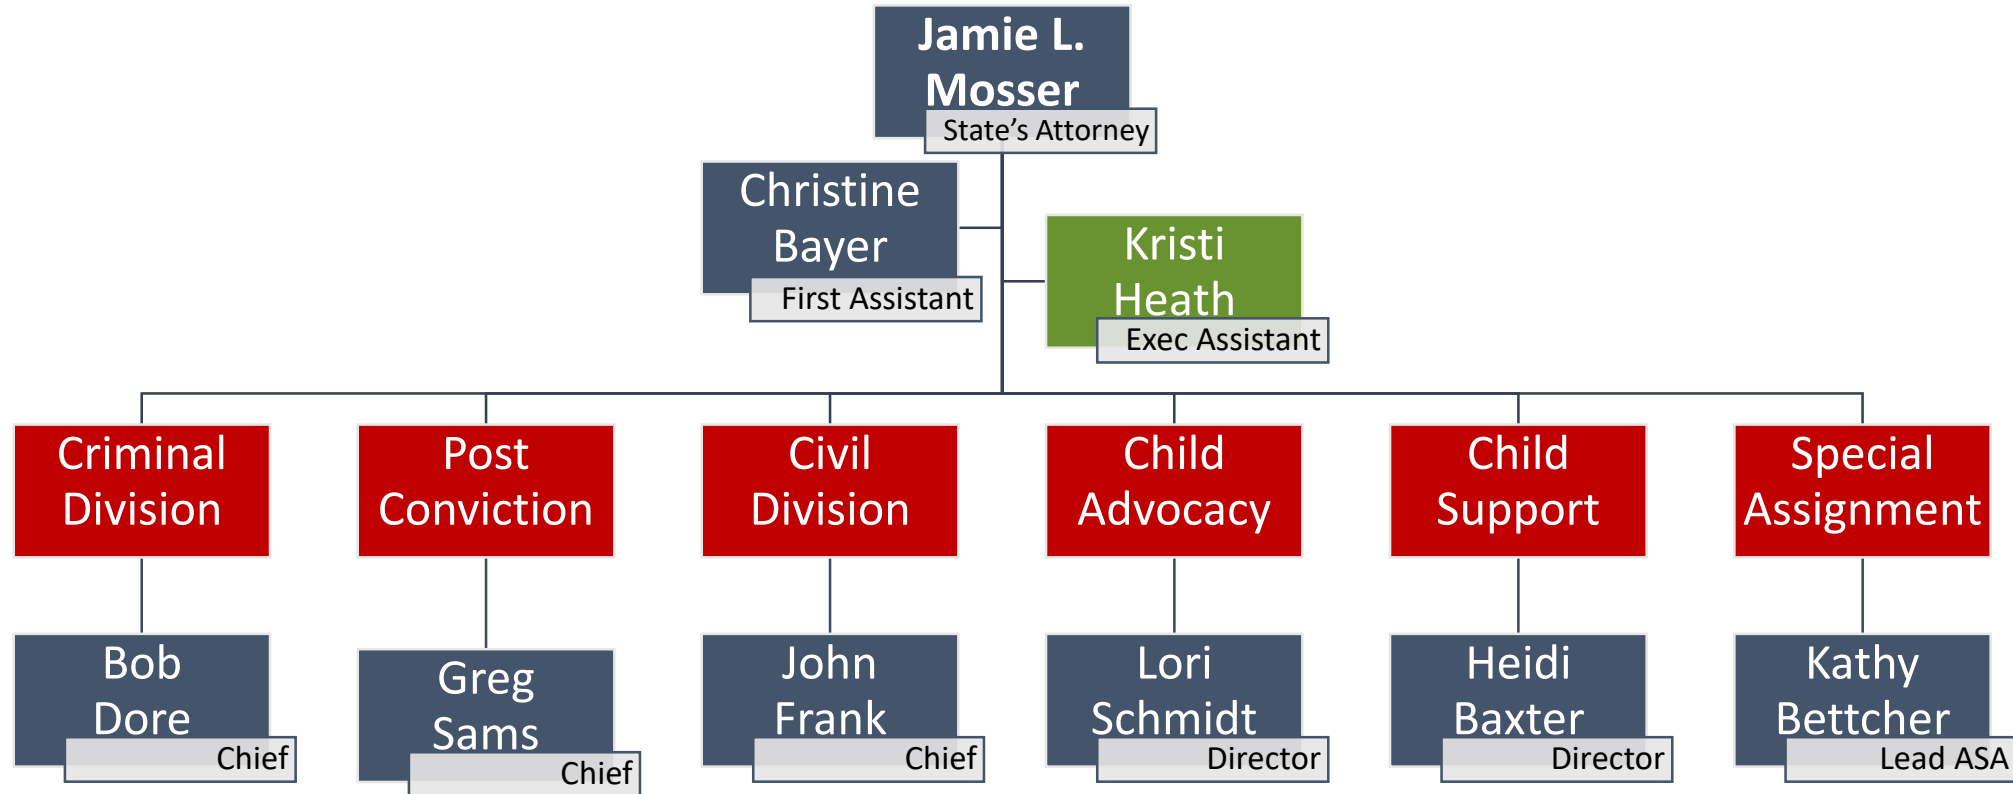 Jamie L.
Mosser
State’s Attorney
Christine
Bayer
First Assistant
Kristi
Heath
Exec Assistant
Criminal
Division
Post
Conviction
Civil
Division
Child
Advocacy
Child
Support
Special
Assignment
Bob
Dore
Chief
Greg
Sams
Chief
John
Frank
Chief
Lori
Schmidt
Director
Heidi
Baxter
Director
Kathy
Bettcher
Lead ASA